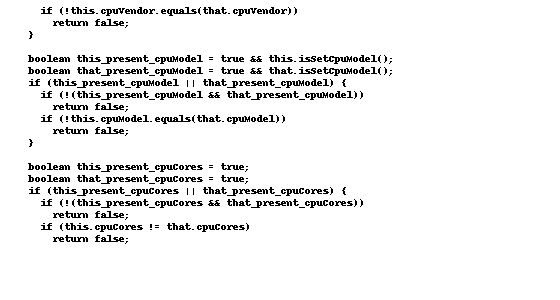 if (!this.cpuVendor.equals(that.cpuVendor))
return false;
}
boolean this_present_cpuModel = true && this.isSetCpuModel();
boolean that_present_cpuModel = true && that.isSetCpuModel();
if (this_present_cpuModel || that_present_cpuModel) {
if (!(this_present_cpuModel && that_present_cpuModel))
return false;
if (!this.cpuModel.equals(that.cpuModel))
return false;
}
boolean this_present_cpuCores = true;
boolean that_present_cpuCores = true;
if (this_present_cpuCores || that_present_cpuCores) {
if (!(this_present_cpuCores && that_present_cpuCores))
return false;
if (this.cpuCores != that.cpuCores)
return false;